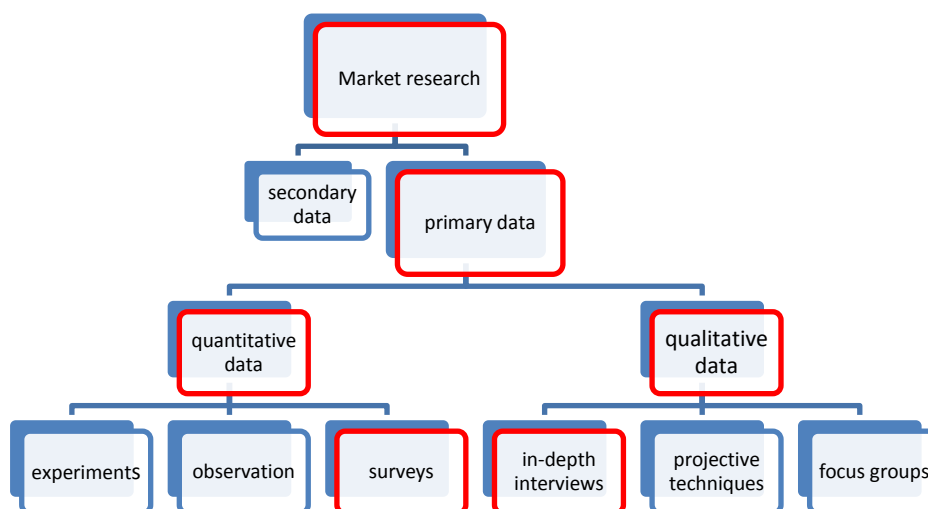 Market research
secondary
data
primary data
quantitative
data
qualitative
data
experiments
observation
surveys
in-depth
interviews
projective
techniques
focus groups